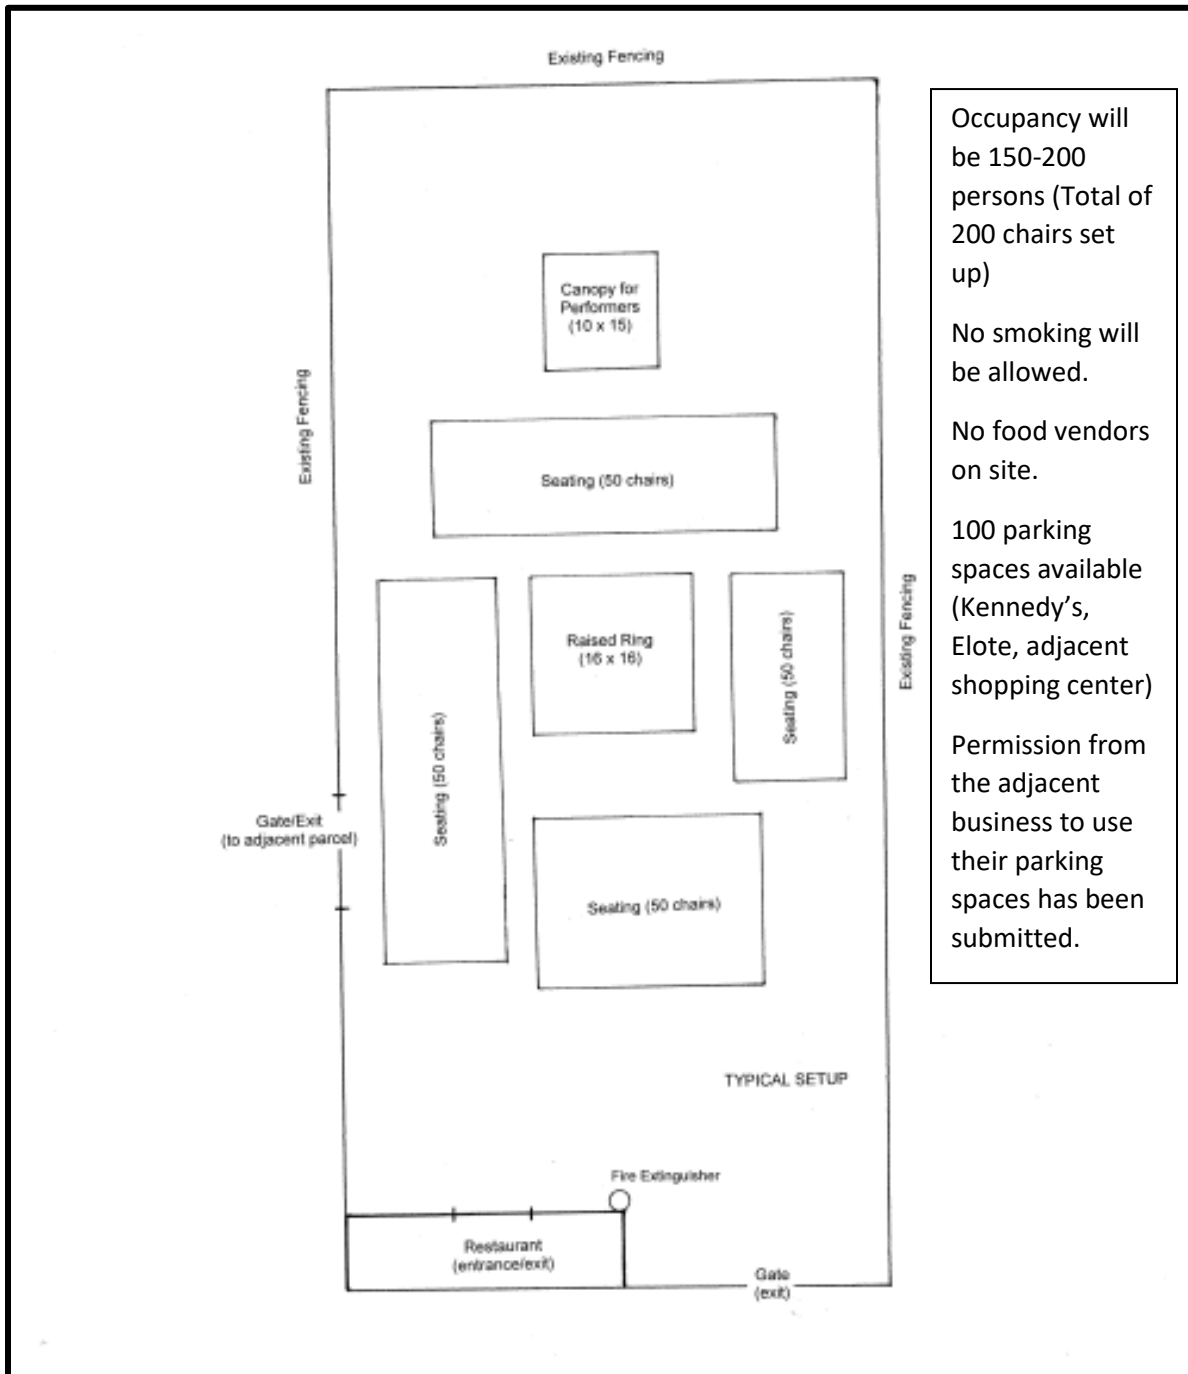 Existing Fencing
Occupancy will
be 150-200
persons (Total of
200 chairs set
up)
No smoking will
be allowed.
No food vendors
on site.
100 parking
spaces available
(Kennedy’s,
Elote, adjacent
shopping center)
Permission from
the adjacent
business to use
their parking
spaces has been
submitted.
Canopy for
Performers
(10 x 15)
Existing Fencing
Seating (50 chairs)
Existing Fencing
Raised Ring
(16 x 16)
Seating (50 chairs)
Seating (50 chairs)
Gate/Exit
(to adjacent parcel)
Seating (50 chairs)
TYPICAL SETUP
Fire Extinguisher
Restaurant
(entrance/exit)
Gate
(exit)